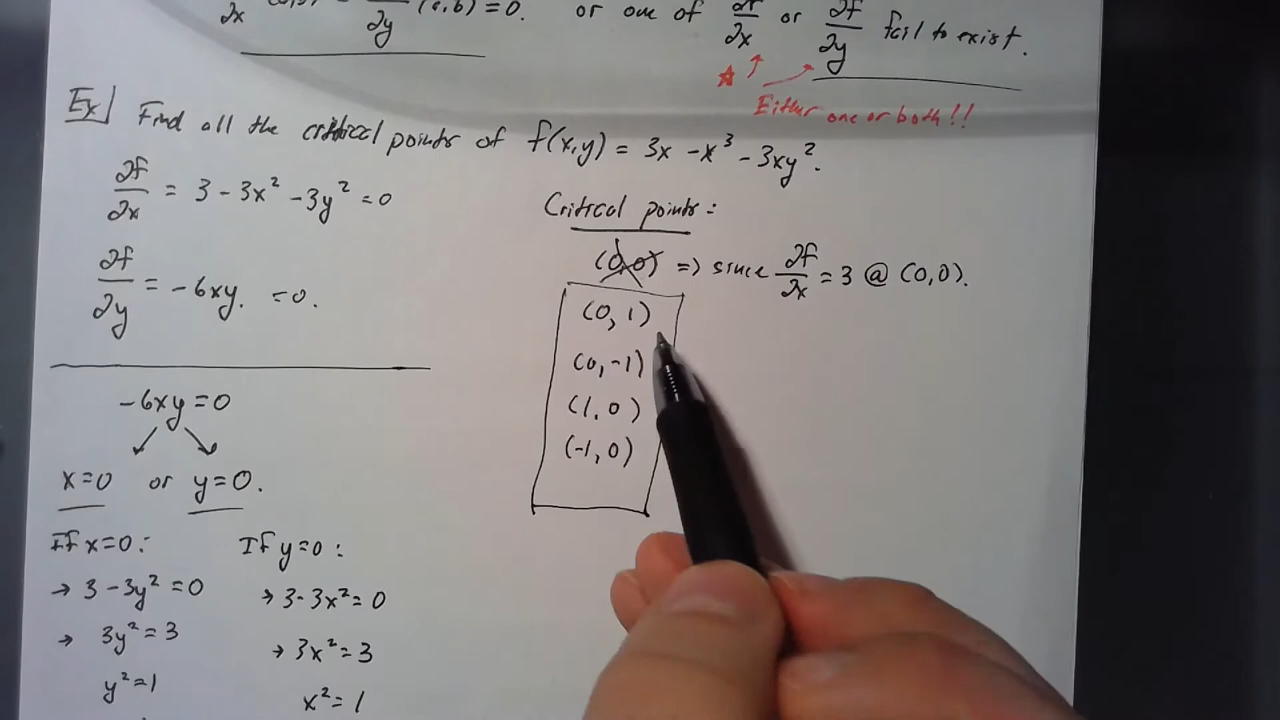 ∂x ∂y (a,b) = 0. or one of ∂f/∂x or ∂f/∂y fail to exist.
Either one or both!!
Ex] Find all the critical points of f(x,y) = 3x - x³ - 3xy².
∂f/∂x = 3 - 3x² - 3y² = 0
∂f/∂y = -6xy. = 0.
-6xy = 0
x=0 or y=0.
If x=0:
→ 3 - 3y² = 0
→ 3y² = 3
y² = 1
If y=0:
→ 3 - 3x² = 0
→ 3x² = 3
x² = 1
Critical points:
(0,0) => since ∂f/∂x = 3 @ (0,0).
(0, 1)
(0, -1)
(1, 0)
(-1, 0)